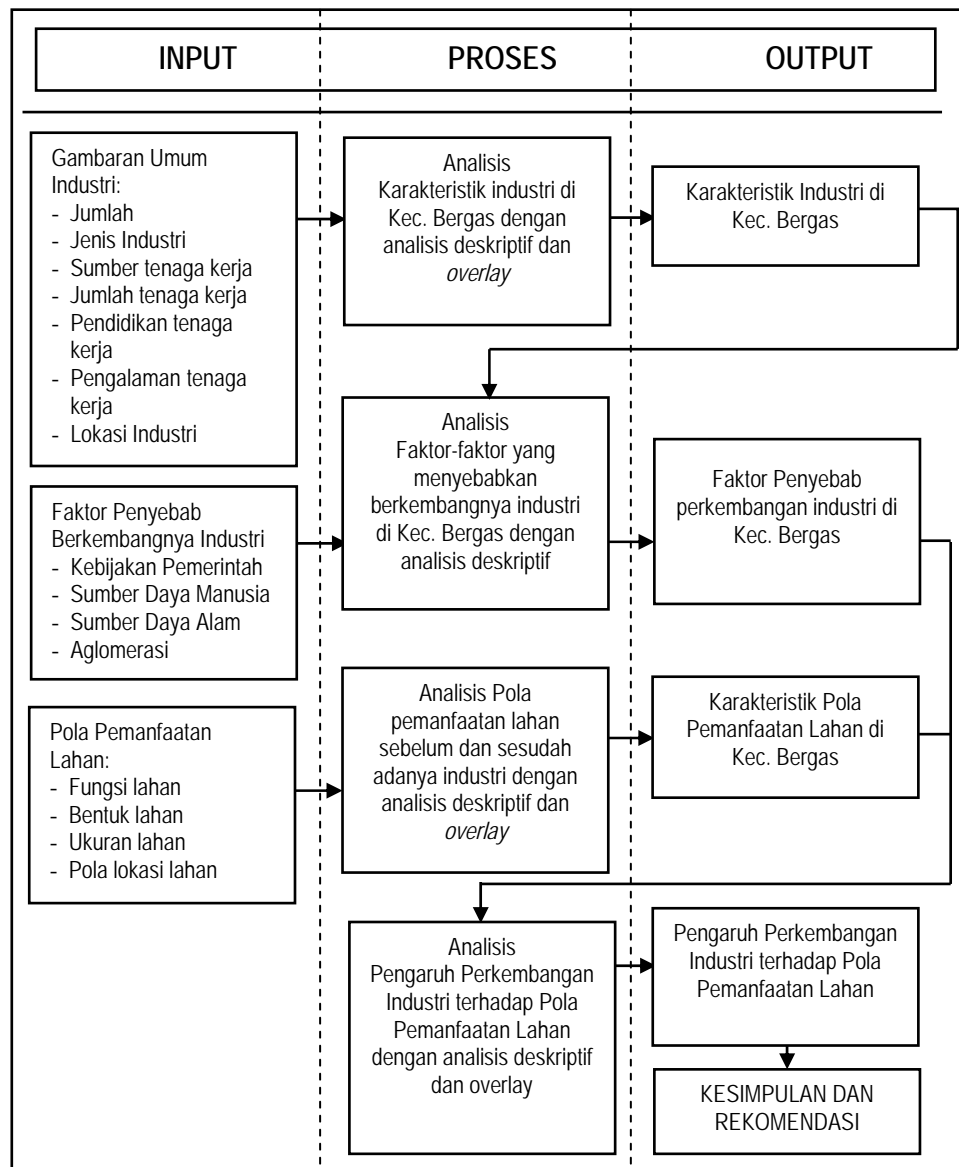 INPUT
PROSES
OUTPUT
Gambaran Umum
Industri:
- Jumlah
- Jenis Industri
- Sumber tenaga kerja
- Jumlah tenaga kerja
- Pendidikan tenaga
kerja
- Pengalaman tenaga
kerja
- Lokasi Industri
Analisis
Karakteristik industri di
Kec. Bergas dengan
analisis deskriptif dan
overlay
Karakteristik Industri di
Kec. Bergas
Faktor Penyebab
Berkembangnya Industri
- Kebijakan Pemerintah
- Sumber Daya Manusia
- Sumber Daya Alam
- Aglomerasi
Analisis
Faktor-faktor yang
menyebabkan
berkembangnya industri
di Kec. Bergas dengan
analisis deskriptif
Faktor Penyebab
perkembangan industri di
Kec. Bergas
Pola Pemanfaatan
Lahan:
- Fungsi lahan
- Bentuk lahan
- Ukuran lahan
- Pola lokasi lahan
Analisis Pola
pemanfaatan lahan
sebelum dan sesudah
adanya industri dengan
analisis deskriptif dan
overlay
Karakteristik Pola
Pemanfaatan Lahan di
Kec. Bergas
Analisis
Pengaruh Perkembangan
Industri terhadap Pola
Pemanfaatan Lahan
dengan analisis deskriptif
dan overlay
Pengaruh Perkembangan
Industri terhadap Pola
Pemanfaatan Lahan
KESIMPULAN DAN
REKOMENDASI